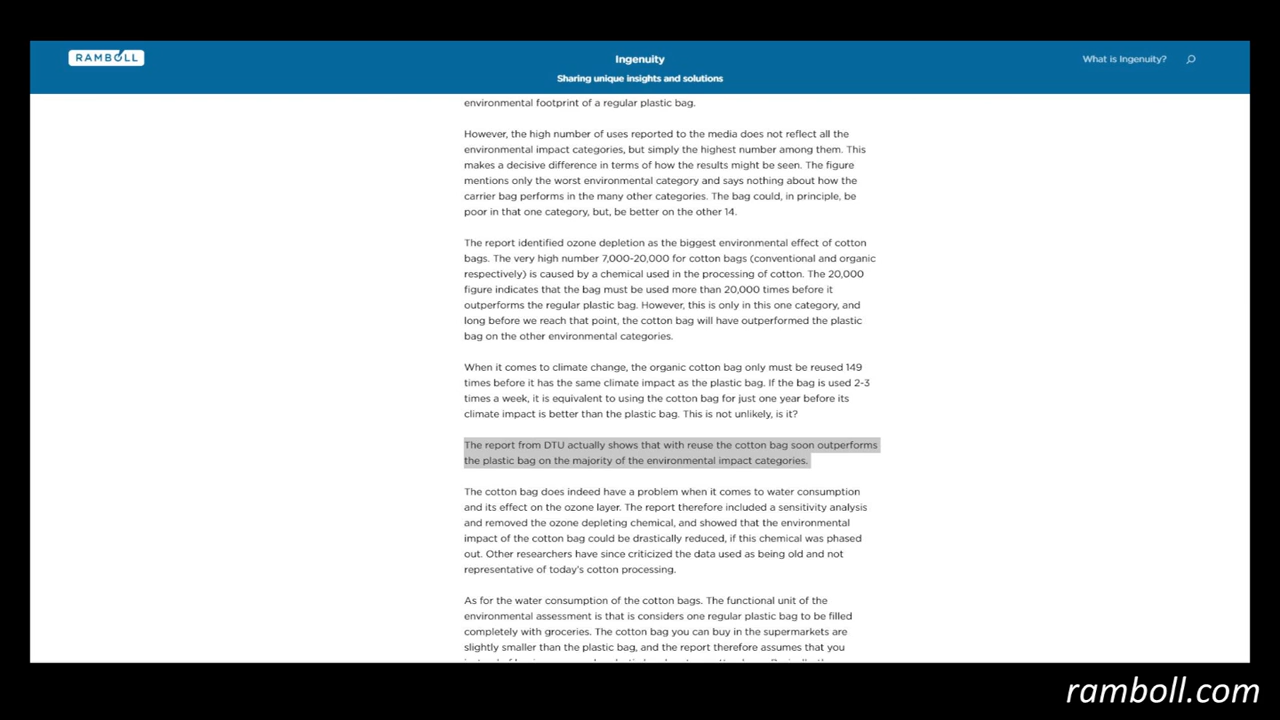 RAMBOLL
Ingenuity
What is Ingenuity?
Sharing unique insights and solutions
environmental footprint of a regular plastic bag.
However, the high number of uses reported to the media does not reflect all the
environmental impact categories, but simply the highest number among them. This
makes a decisive difference in terms of how the results might be seen. The figure
mentions only the worst environmental category and says nothing about how the
carrier bag performs in the many other categories. The bag could, in principle, be
poor in that one category, but, be better on the other 14.
The report identified ozone depletion as the biggest environmental effect of cotton
bags. The very high number 7,000-20,000 for cotton bags (conventional and organic
respectively) is caused by a chemical used in the processing of cotton. The 20,000
figure indicates that the bag must be used more than 20,000 times before it
outperforms the regular plastic bag. However, this is only in this one category, and
long before we reach that point, the cotton bag will have outperformed the plastic
bag on the other environmental categories.
When it comes to climate change, the organic cotton bag only must be reused 149
times before it has the same climate impact as the plastic bag. If the bag is used 2-3
times a week, it is equivalent to using the cotton bag for just one year before its
climate impact is better than the plastic bag. This is not unlikely, is it?
The report from DTU actually shows that with reuse the cotton bag soon outperforms
the plastic bag on the majority of the environmental impact categories.
The cotton bag does indeed have a problem when it comes to water consumption
and its effect on the ozone layer. The report therefore included a sensitivity analysis
and removed the ozone depleting chemical, and showed that the environmental
impact of the cotton bag could be drastically reduced, if this chemical was phased
out. Other researchers have since criticized the data used as being old and not
representative of today's cotton processing.
As for the water consumption of the cotton bags. The functional unit of the
environmental assessment is that is considers one regular plastic bag to be filled
completely with groceries. The cotton bag you can buy in the supermarkets are
slightly smaller than the plastic bag, and the report therefore assumes that you
ramboll.com